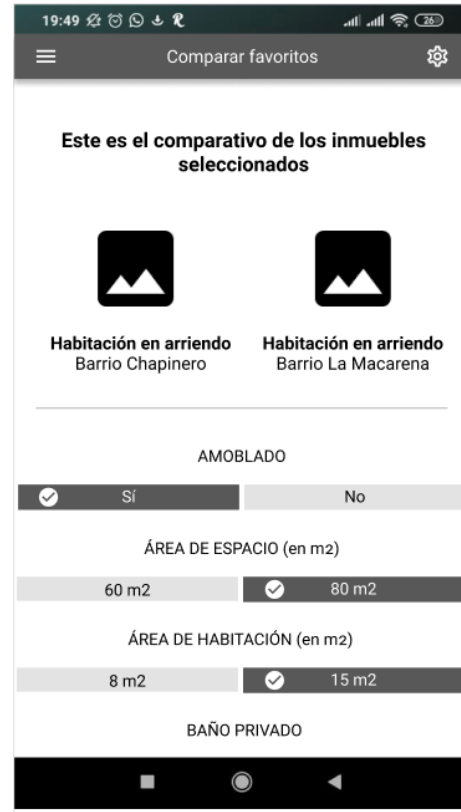 19:49
26
Comparar favoritos
Este es el comparativo de los inmuebles
seleccionados
Habitación en arriendo
Barrio Chapinero
Habitación en arriendo
Barrio La Macarena
AMOBLADO
Sí
No
ÁREA DE ESPACIO (en m2)
60 m2
80 m2
ÁREA DE HABITACIÓN (en m2)
8 m2
15 m2
BAÑO PRIVADO